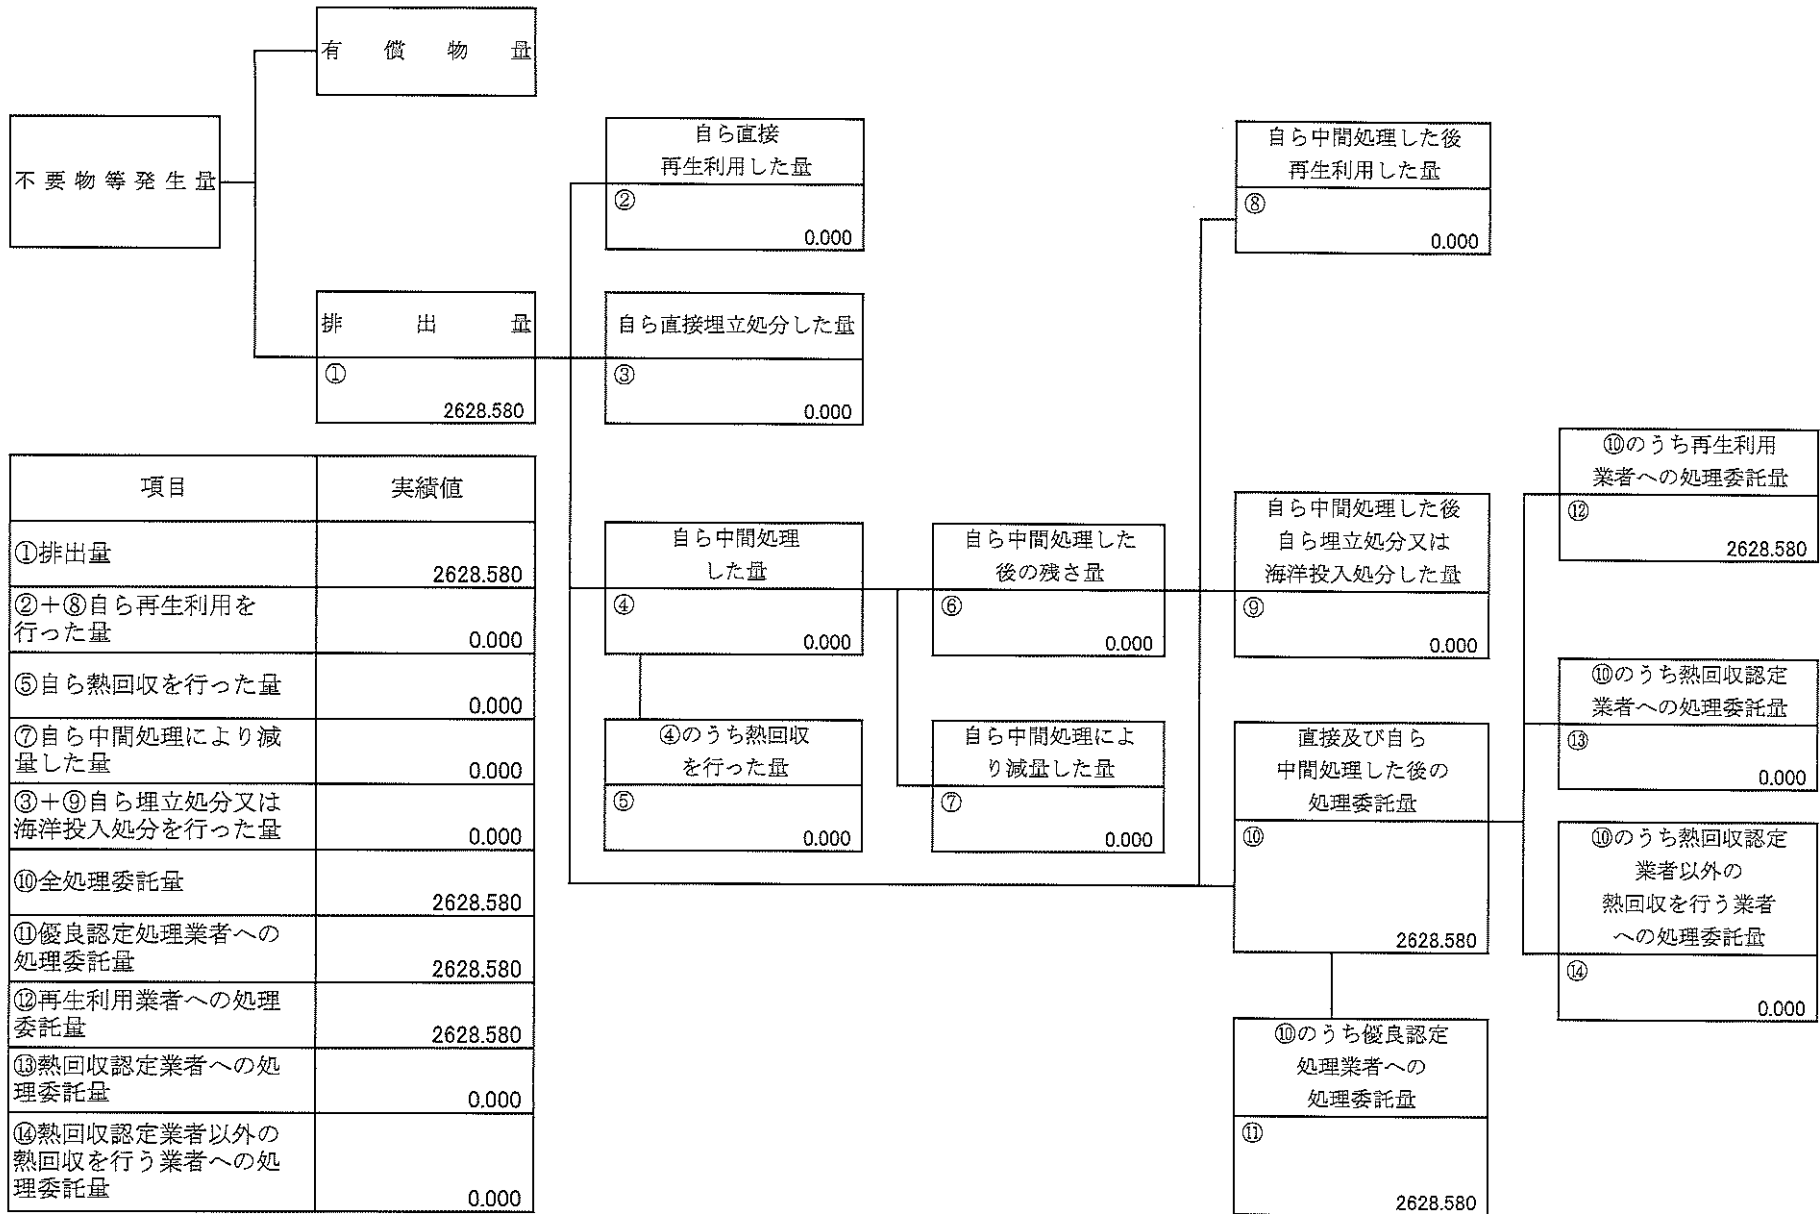 有償物量
不要物等発生量
排出量
①
2628.580
自ら直接
再生利用した量
②
0.000
自ら直接埋立処分した量
③
0.000
自ら中間処理
した量
④
0.000
④のうち熱回収
を行った量
⑤
0.000
自ら中間処理した
後の残さ量
⑥
0.000
自ら中間処理によ
り減量した量
⑦
0.000
自ら中間処理した後
再生利用した量
⑧
0.000
自ら中間処理した後
自ら埋立処分又は
海洋投入処分した量
⑨
0.000
直接及び自ら
中間処理した後の
処理委託量
⑩
2628.580
⑩のうち優良認定
処理業者への
処理委託量
⑪
2628.580
⑩のうち再生利用
業者への処理委託量
⑫
2628.580
⑩のうち熱回収認定
業者への処理委託量
⑬
0.000
⑩のうち熱回収認定
業者以外の
熱回収を行う業者
への処理委託量
⑭
0.000
項目 実績値
①排出量
2628.580
②+⑧自ら再生利用を
行った量
0.000
⑤自ら熱回収を行った量
0.000
⑦自ら中間処理により減
量した量
0.000
③+⑨自ら埋立処分又は
海洋投入処分を行った量
0.000
⑩全処理委託量
2628.580
⑪優良認定処理業者への
処理委託量
2628.580
⑫再生利用業者への処理
委託量
2628.580
⑬熱回収認定業者への処
理委託量
0.000
⑭熱回収認定業者以外の
熱回収を行う業者への処
理委託量
0.000